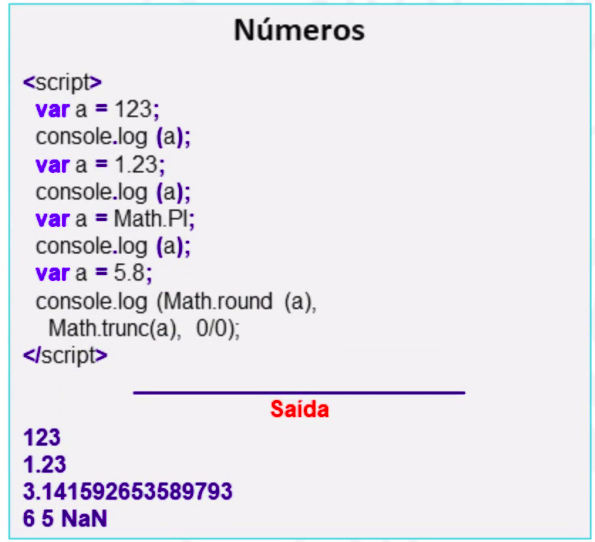 Números
<script>
var a = 123;
console.log (a);
var a = 1.23;
console.log (a);
var a = Math.PI;
console.log (a);
var a = 5.8;
console.log (Math.round (a),
Math.trunc(a), 0/0);
</script>
Saída
123
1.23
3.141592653589793
6 5 NaN